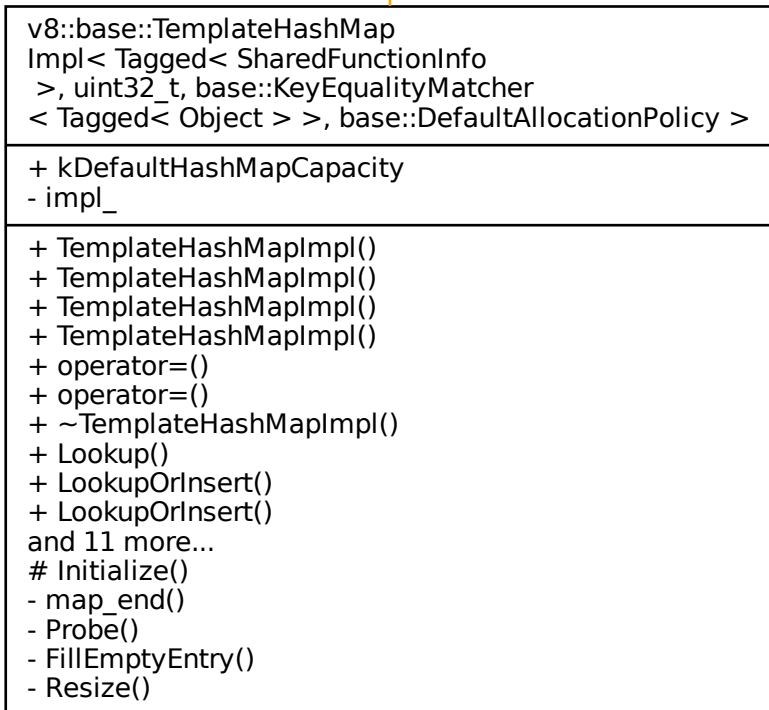 v8::base::TemplateHashMap
Impl< Tagged< SharedFunctionInfo
 >, uint32_t, base::KeyEqualityMatcher
< Tagged< Object > >, base::DefaultAllocationPolicy >
+ kDefaultHashMapCapacity
- impl_
+ TemplateHashMapImpl()
+ TemplateHashMapImpl()
+ TemplateHashMapImpl()
+ TemplateHashMapImpl()
+ operator=()
+ operator=()
+ ~TemplateHashMapImpl()
+ Lookup()
+ LookupOrInsert()
+ LookupOrInsert()
and 11 more...
# Initialize()
- map_end()
- Probe()
- FillEmptyEntry()
- Resize()